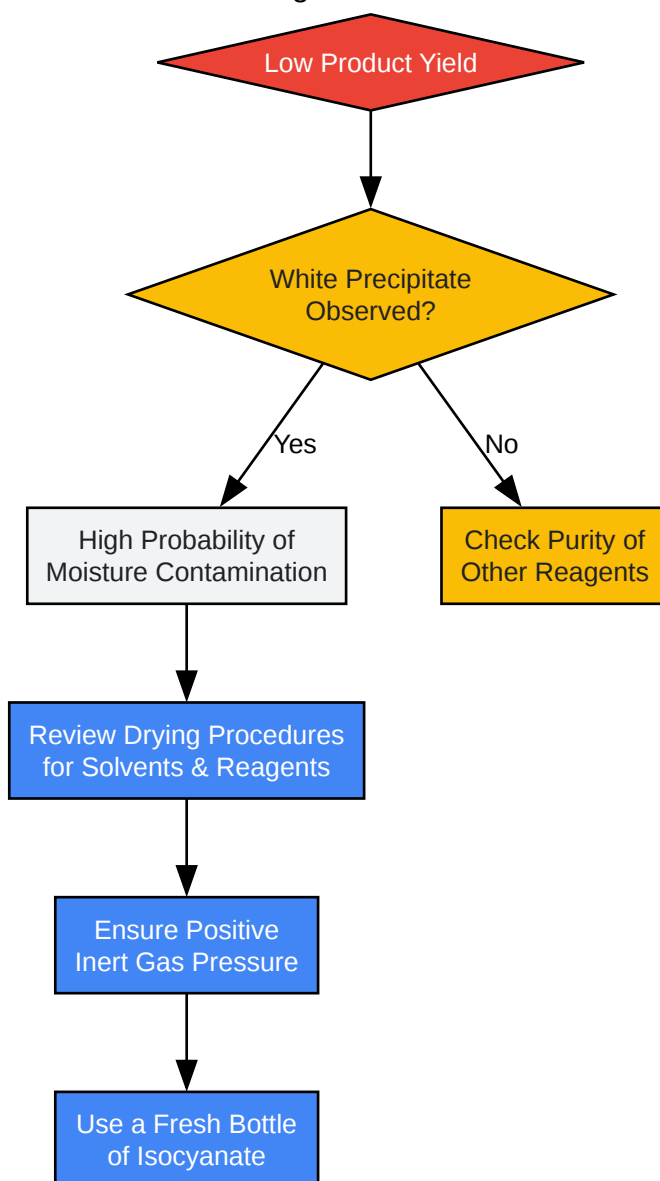 Low Product Yield
White Precipitate
Observed?
Yes
No
High Probability of
Moisture Contamination
Check Purity of
Other Reagents
Review Drying Procedures
for Solvents & Reagents
Ensure Positive
Inert Gas Pressure
Use a Fresh Bottle
of Isocyanate